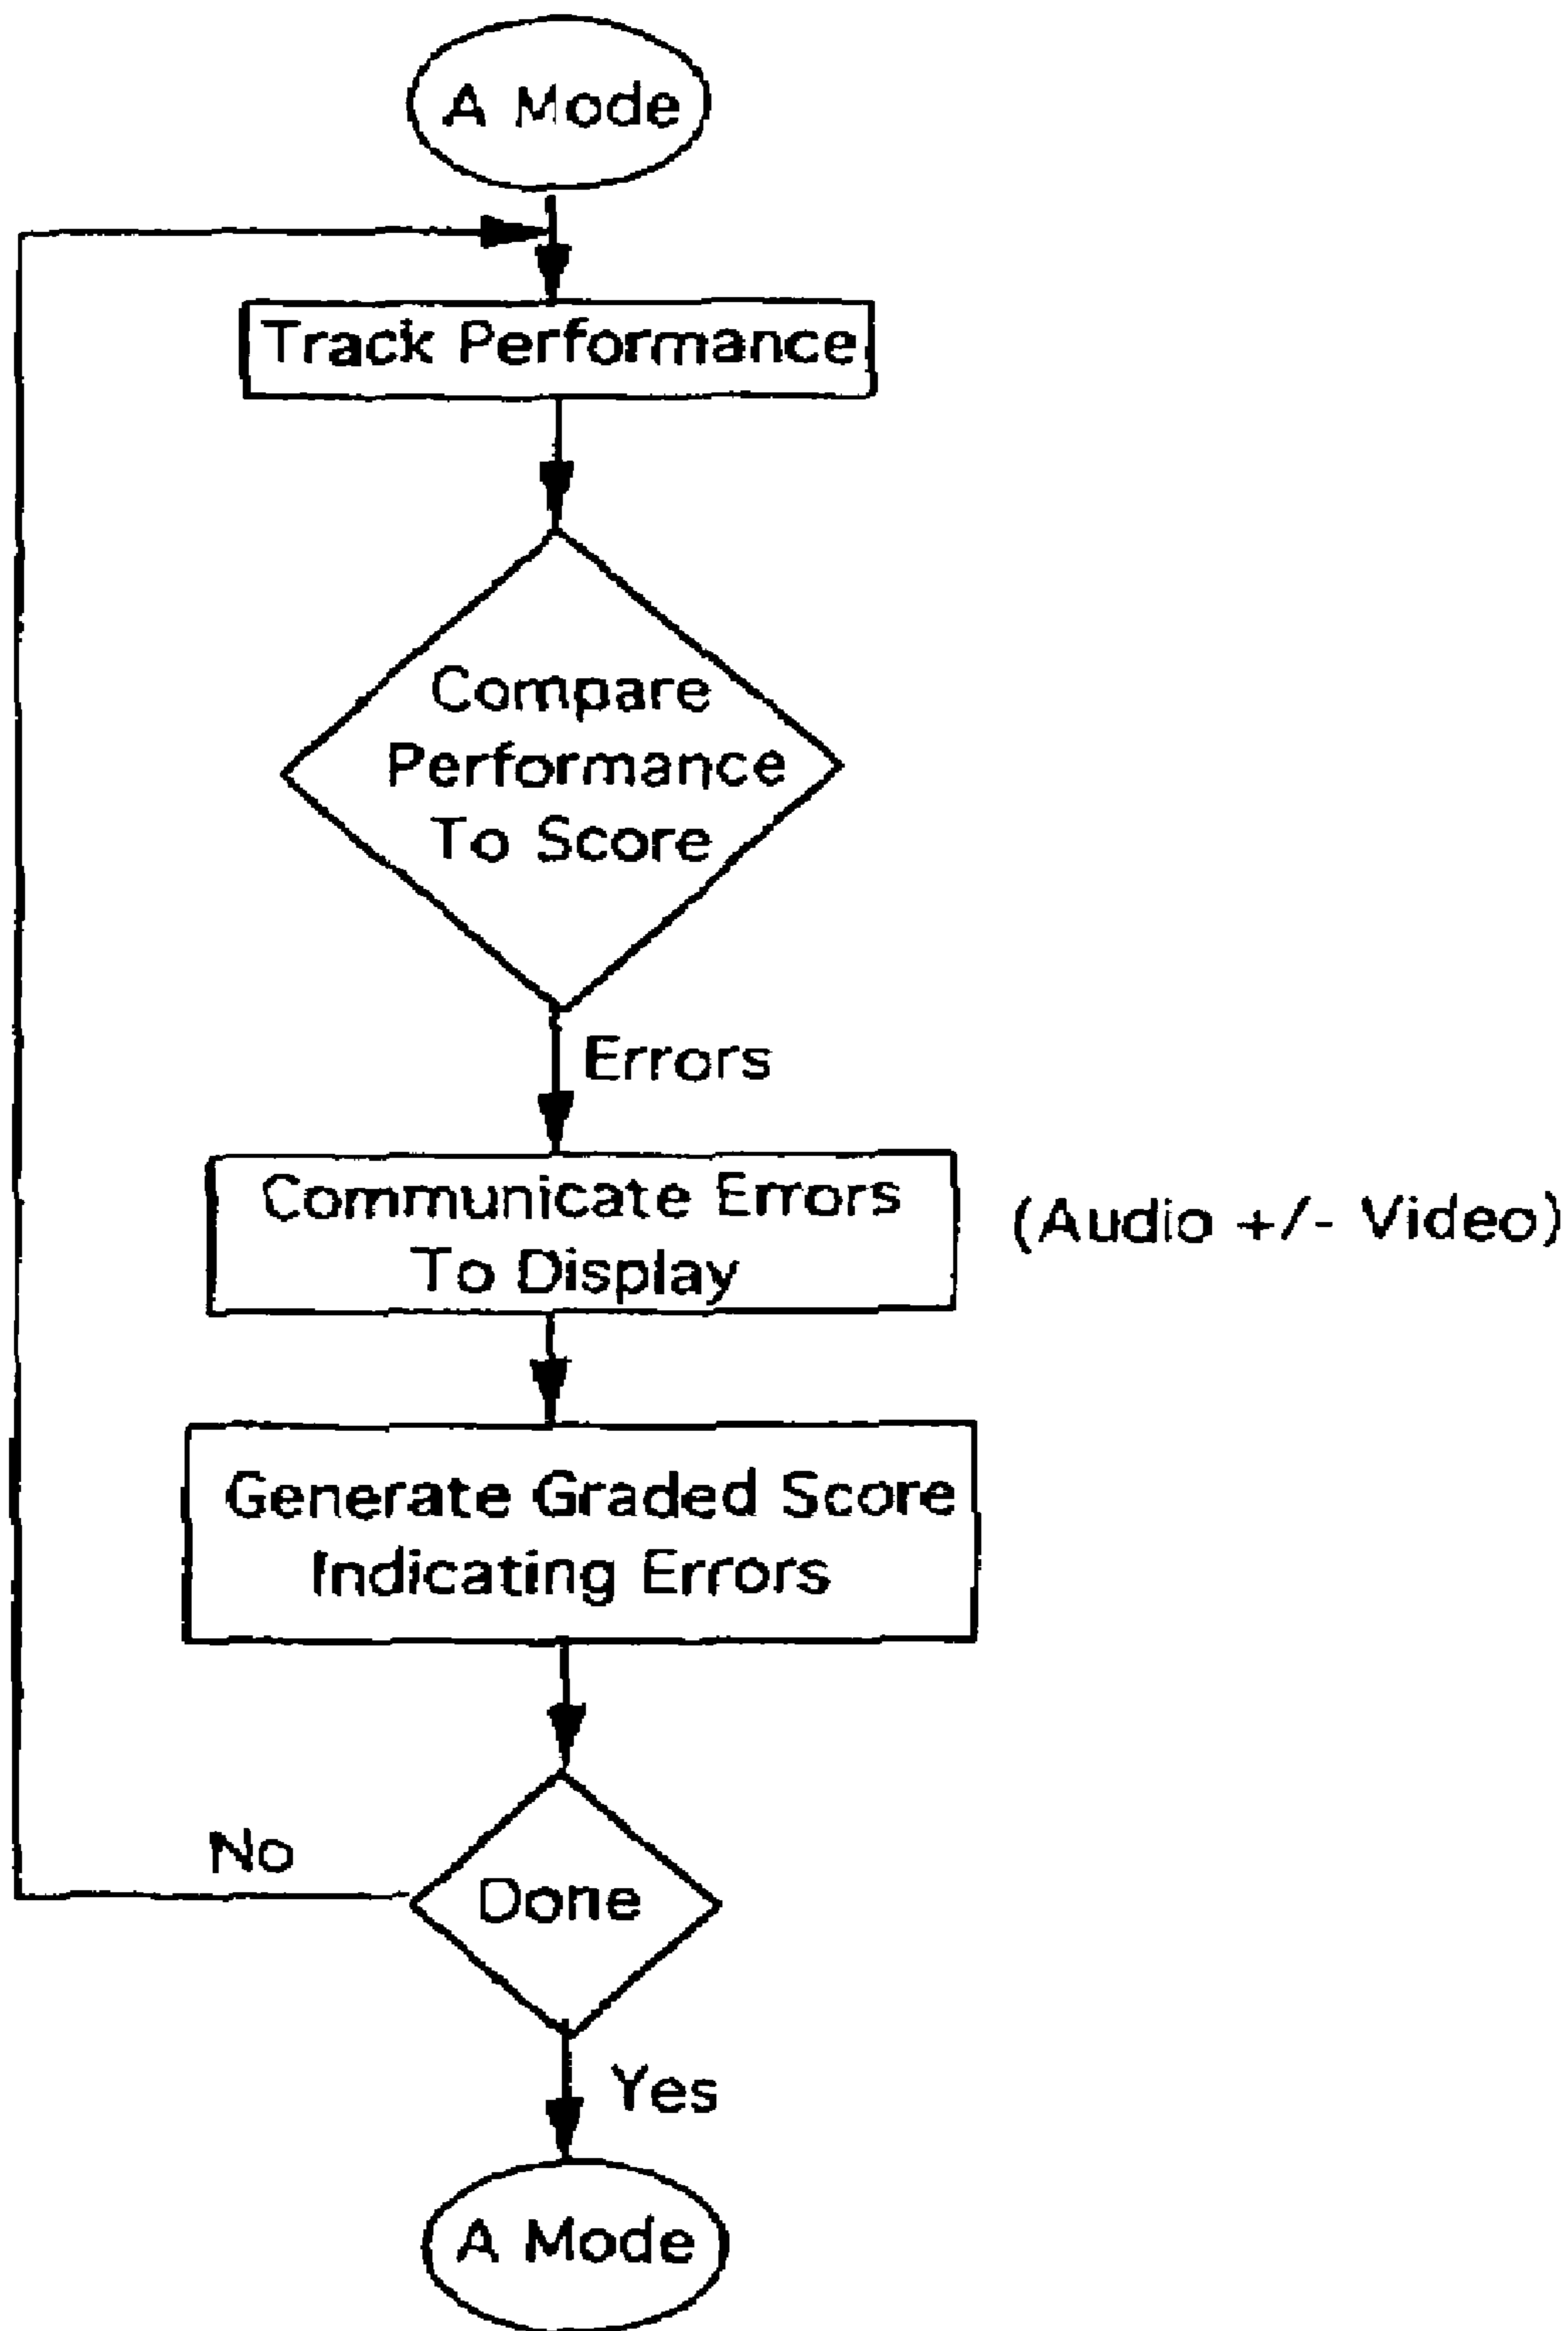 A Mode
Track Performance
Compare
Performance
To Score
Errors
Communicate Errors
To Display
(Audio +/- Video)
Generate Graded Score
Indicating Errors
No
Done
Yes
A Mode